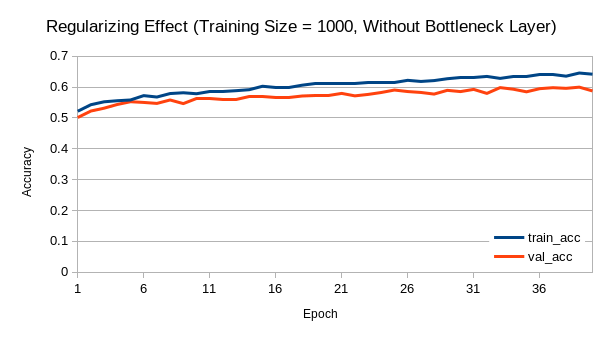 Regularizing Effect (Training Size = 1000, Without Bottleneck Layer)
0.7
0.6
0.5
0.4
0.3
0.2
0.1
0
Accuracy
train_acc
val_acc
1 6 11 16 21 26 31 36
Epoch